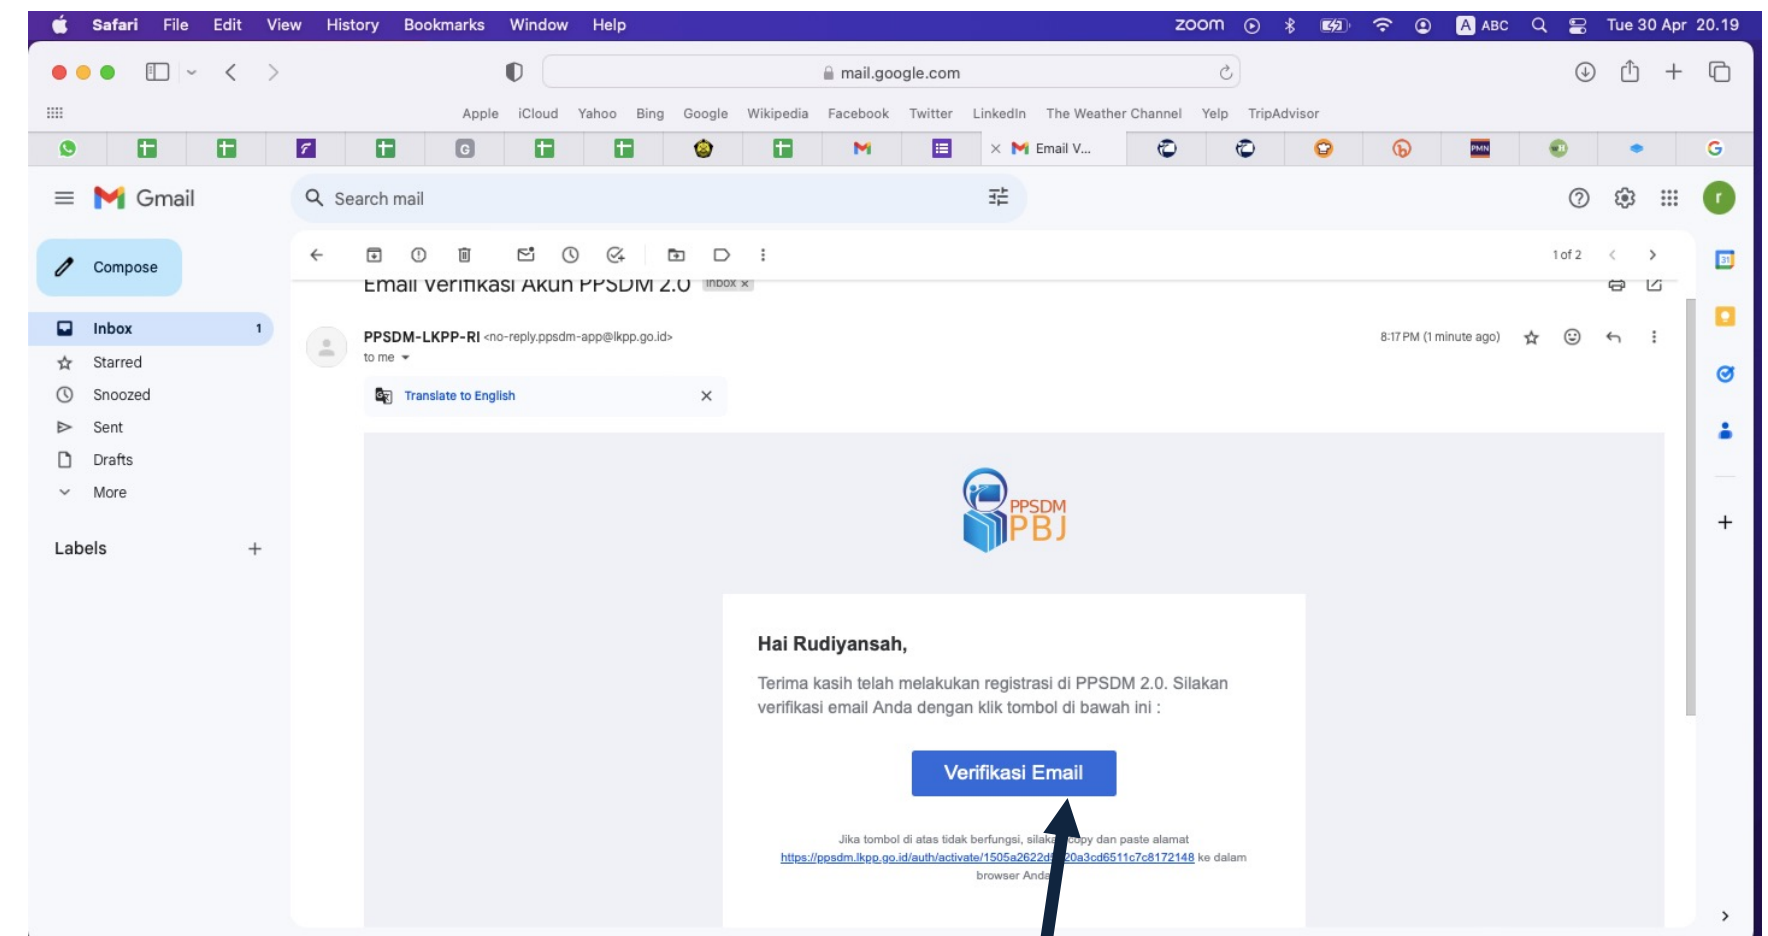 Safari File Edit View History Bookmarks Window Help zoom ABC Tue 30 Apr 20.19
mail.google.com
Apple iCloud Yahoo Bing Google Wikipedia Facebook Twitter LinkedIn The Weather Channel Yelp TripAdvisor
Email V...
PMN
Gmail Search mail r
Compose
1 of 2
31
Email Verifikasi Akun PPSDM 2.0 Inbox x
Inbox 1
PPSDM-LKPP-RI <no-reply.ppsdm-app@lkpp.go.id> 8:17 PM (1 minute ago)
to me
Starred
Snoozed
Translate to English
Sent
Drafts
More
Labels
PPSDM
PBJ
Hai Rudiyansah,
Terima kasih telah melakukan registrasi di PPSDM 2.0. Silakan
verifikasi email Anda dengan klik tombol di bawah ini :
Verifikasi Email
Jika tombol di atas tidak berfungsi, copy dan paste alamat
ke dalam
browser Anda